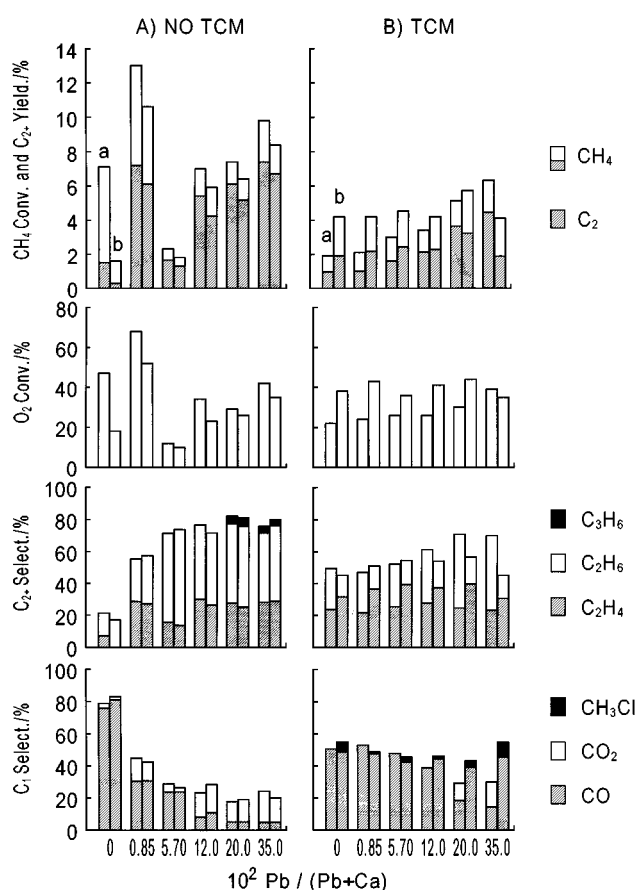 A) NO TCM
B) TCM
CH₄ Conv. and C₂₊ Yield./%
14
12
10
8
6
4
2
0
a
b
a
b
CH₄
C₂
O₂ Conv./%
80
60
40
20
0
C₂₊ Select./%
100
80
60
40
20
0
C₃H₆
C₂H₆
C₂H₄
C₁ Select./%
100
80
60
40
20
0
CH₃Cl
CO₂
CO
0 0.85 5.70 12.0 20.0 35.0
0 0.85 5.70 12.0 20.0 35.0
10² Pb / (Pb+Ca)